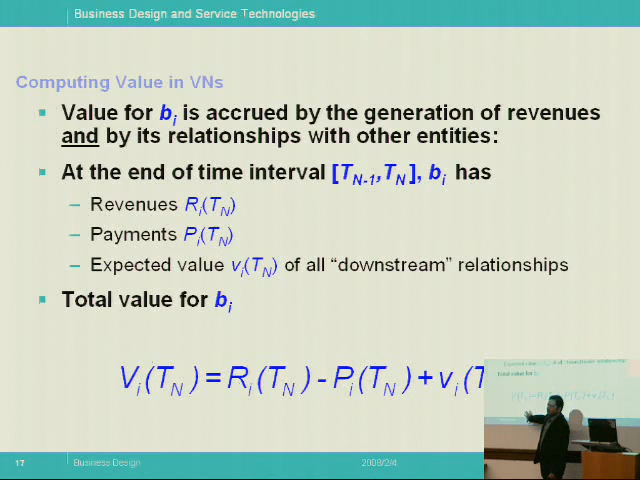 Business Design and Service Technologies
Computing Value in VNs
Value for bi is accrued by the generation of revenues
and by its relationships with other entities:
At the end of time interval [TN-1,TN], bi has
– Revenues Ri(TN)
– Payments Pi(TN)
– Expected value vi(TN) of all “downstream” relationships
Total value for bi
Vi(TN)=Ri(TN)-Pi(TN)+vi(T
17 Business Design 2008/2/4